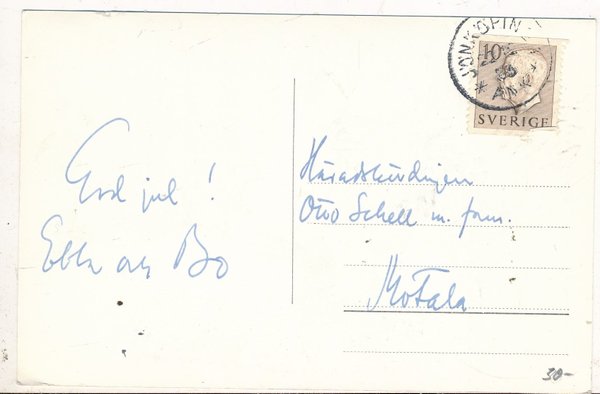 JÖNKÖPING
10
SVERIGE
God jul!
Ebba och Bo
Häradshövdingen
Otto Schell m. fam.
Motala
30-